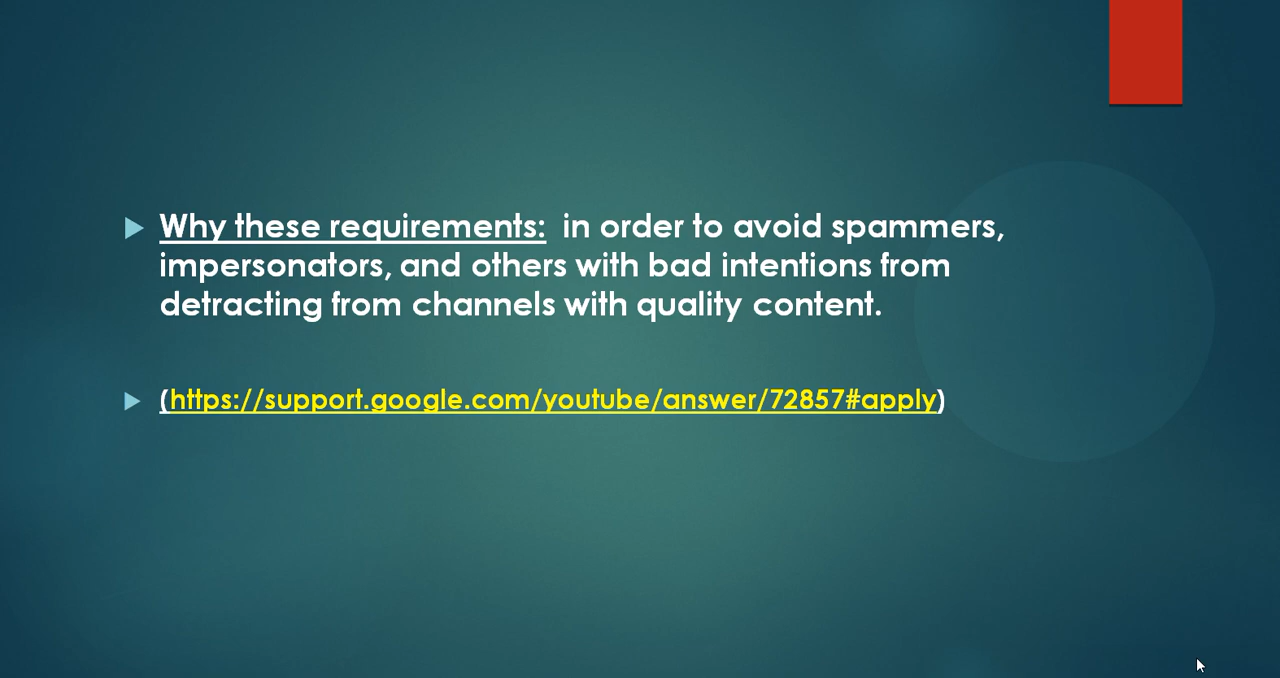 Why these requirements:  in order to avoid spammers,
impersonators, and others with bad intentions from
detracting from channels with quality content.
(https://support.google.com/youtube/answer/72857#apply)